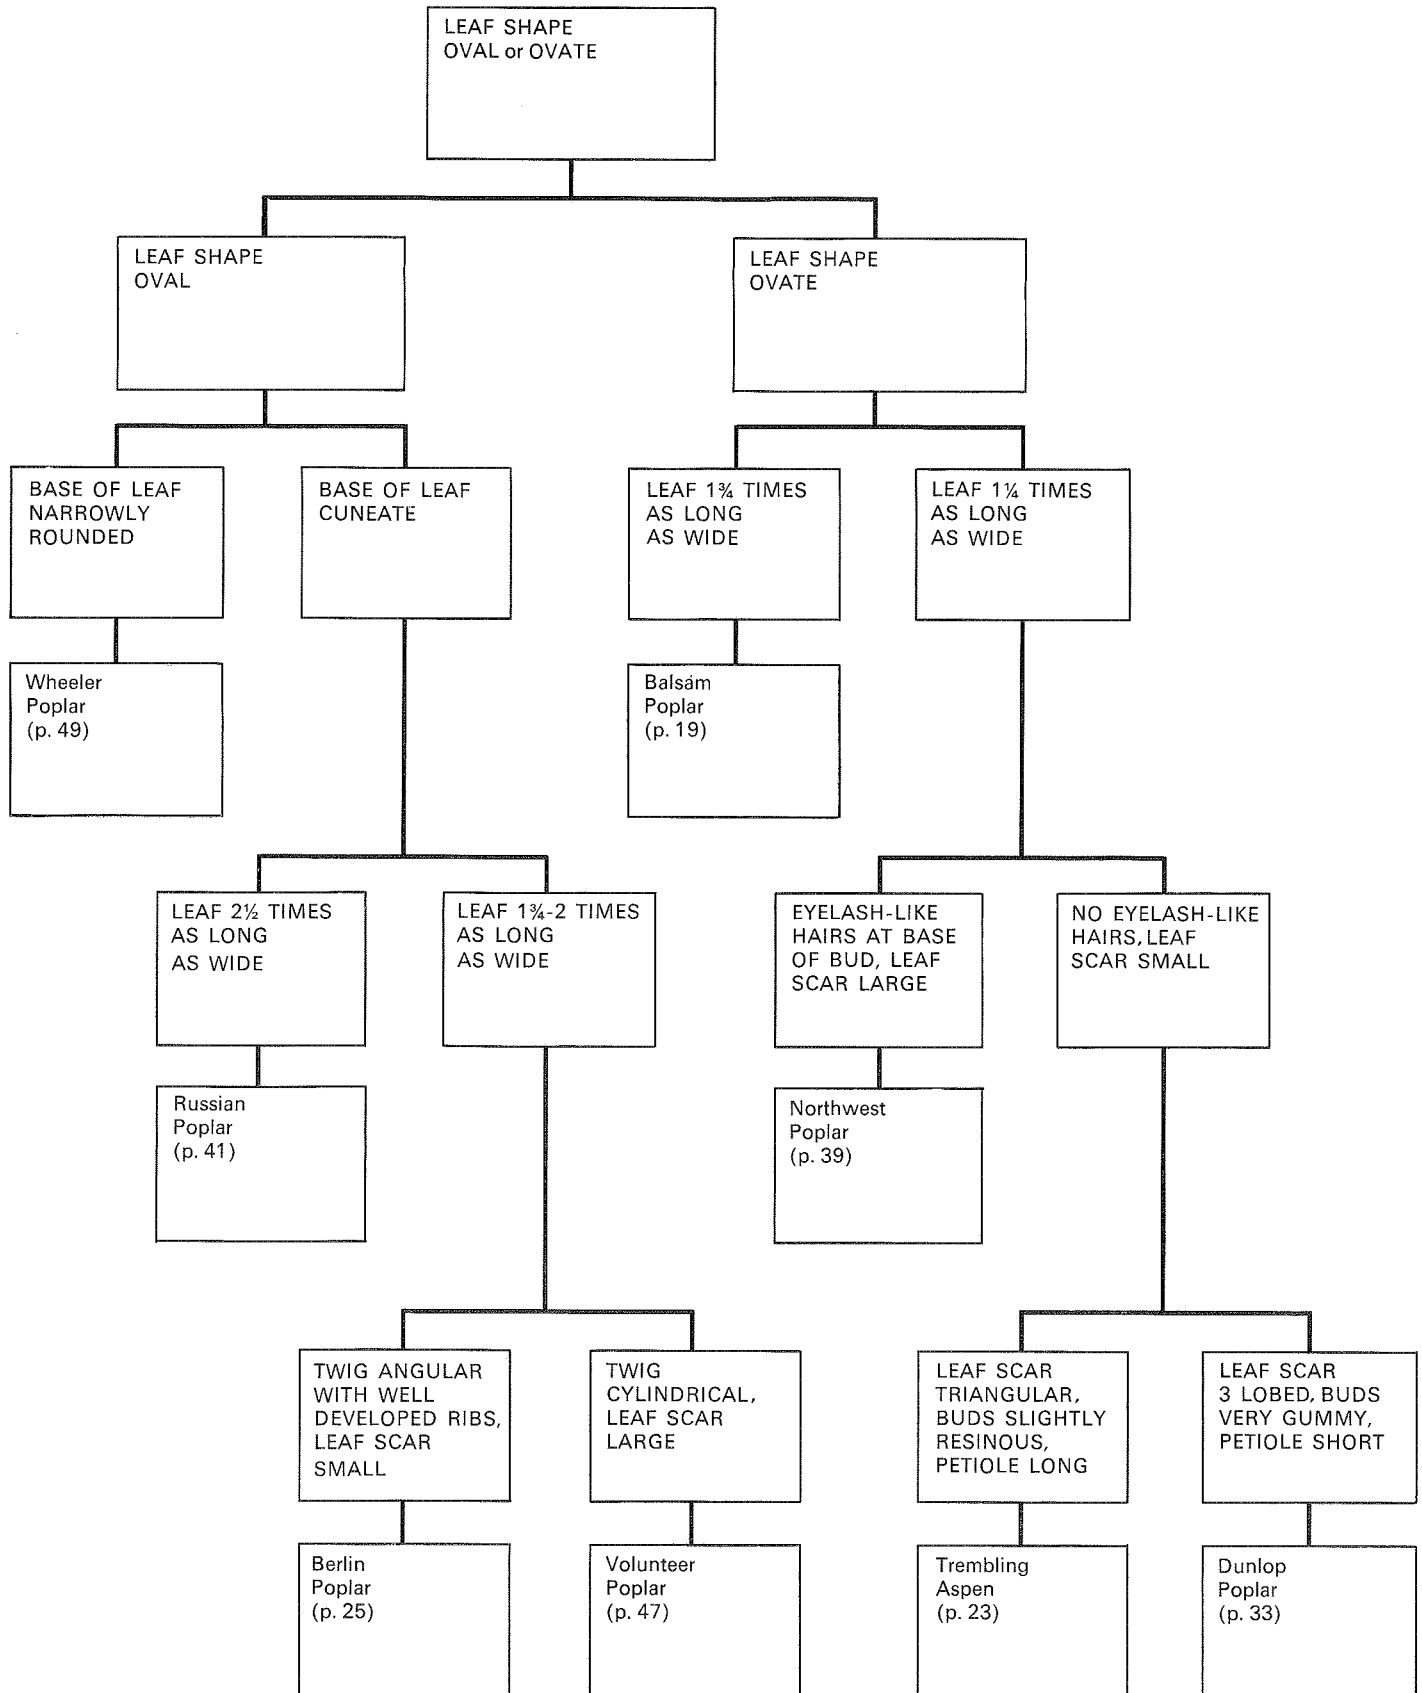 LEAF SHAPE
OVAL or OVATE
LEAF SHAPE
OVAL
LEAF SHAPE
OVATE
BASE OF LEAF
NARROWLY
ROUNDED
BASE OF LEAF
CUNEATE
LEAF 1¾ TIMES
AS LONG
AS WIDE
LEAF 1¼ TIMES
AS LONG
AS WIDE
Wheeler
Poplar
(p. 49)
Balsám
Poplar
(p. 19)
LEAF 2½ TIMES
AS LONG
AS WIDE
LEAF 1¾-2 TIMES
AS LONG
AS WIDE
EYELASH-LIKE
HAIRS AT BASE
OF BUD, LEAF
SCAR LARGE
NO EYELASH-LIKE
HAIRS, LEAF
SCAR SMALL
Russian
Poplar
(p. 41)
Northwest
Poplar
(p. 39)
TWIG ANGULAR
WITH WELL
DEVELOPED RIBS,
LEAF SCAR
SMALL
TWIG
CYLINDRICAL,
LEAF SCAR
LARGE
LEAF SCAR
TRIANGULAR,
BUDS SLIGHTLY
RESINOUS,
PETIOLE LONG
LEAF SCAR
3 LOBED, BUDS
VERY GUMMY,
PETIOLE SHORT
Berlin
Poplar
(p. 25)
Volunteer
Poplar
(p. 47)
Trembling
Aspen
(p. 23)
Dunlop
Poplar
(p. 33)